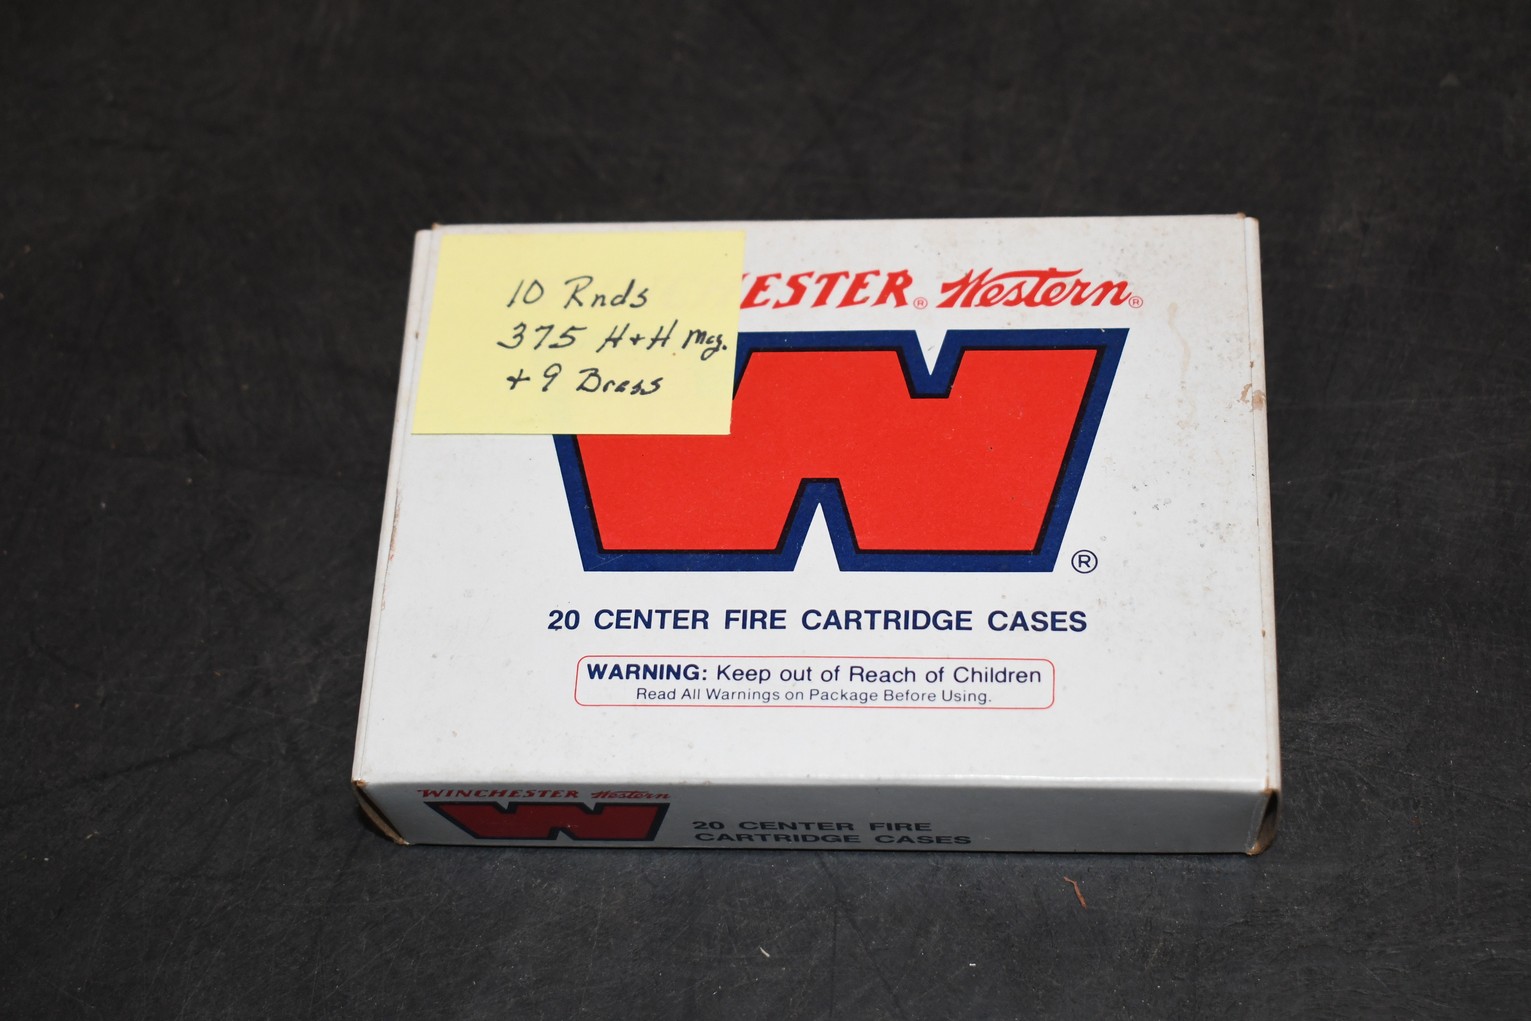 10 Rnds
375 H+H Mag.
+ 9 Brass
ESTER® Western®
®
20 CENTER FIRE CARTRIDGE CASES
WARNING: Keep out of Reach of Children
Read All Warnings on Package Before Using.
WINCHESTER Western
20 CENTER FIRE
CARTRIDGE CASES